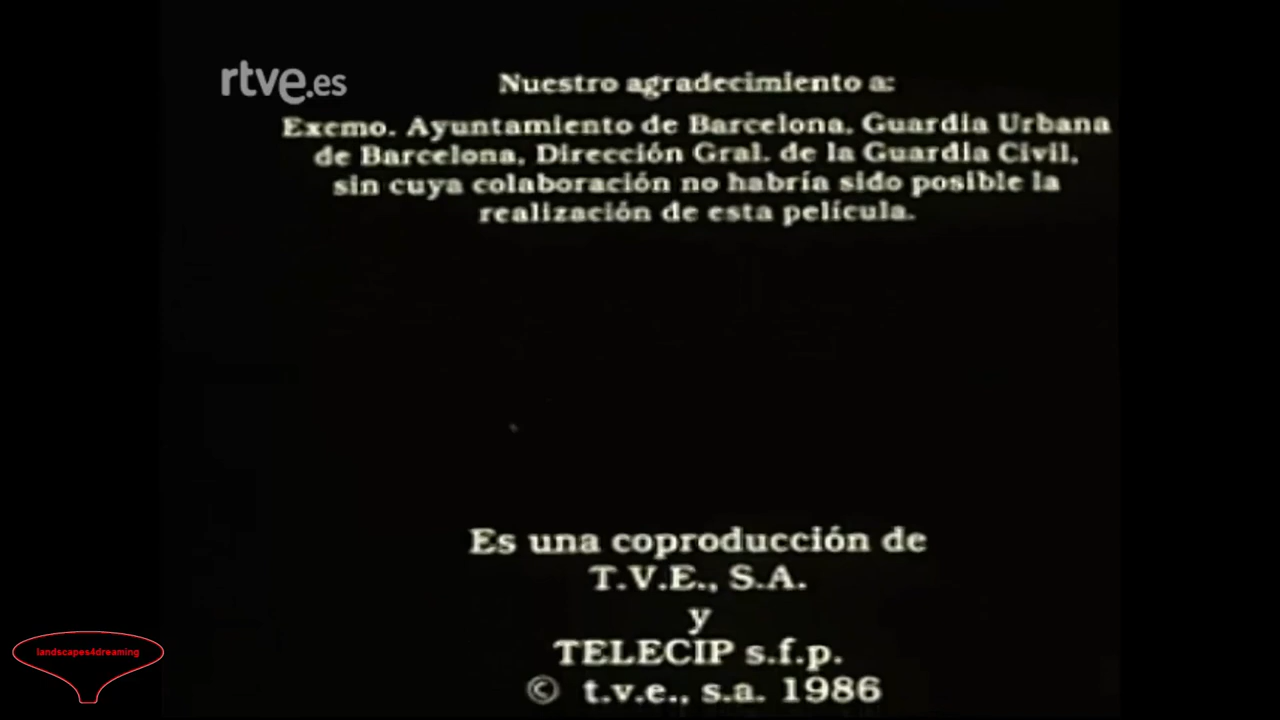 rtve.es
Nuestro agradecimiento a:
Excmo. Ayuntamiento de Barcelona, Guardia Urbana
de Barcelona, Dirección Gral. de la Guardia Civil,
sin cuya colaboración no habría sido posible la
realización de esta película.
Es una coproducción de
T.V.E., S.A.
y
TELECIP s.f.p.
© t.v.e., s.a. 1986
landscapes4dreaming